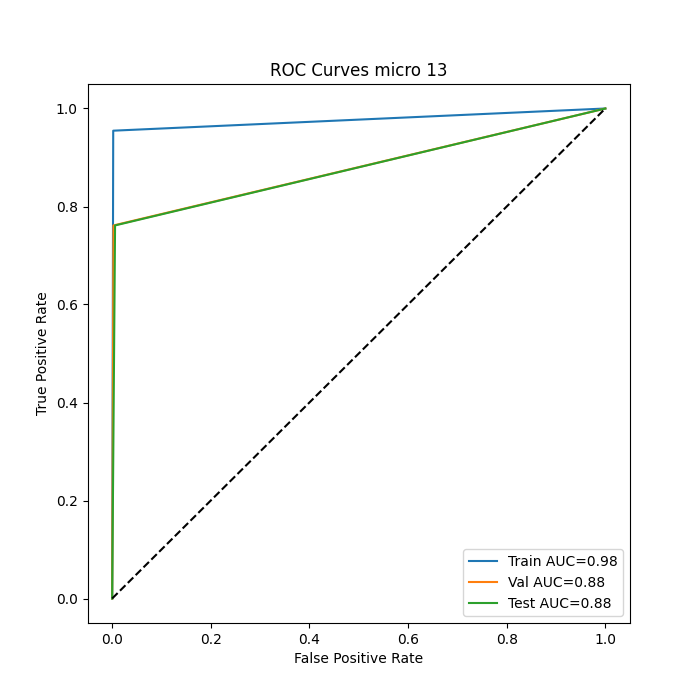 ROC Curves micro 13
True Positive Rate
1.0
0.8
0.6
0.4
0.2
0.0
0.0 0.2 0.4 0.6 0.8 1.0
False Positive Rate
Train AUC=0.98
Val AUC=0.88
Test AUC=0.88